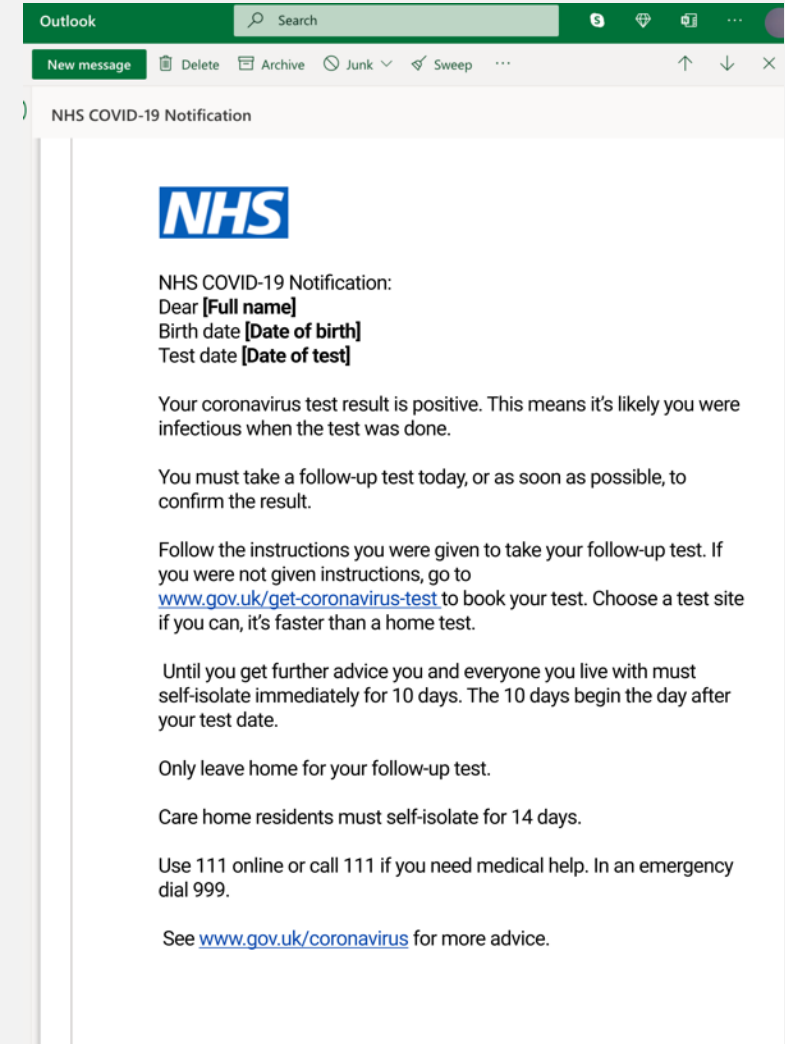 Outlook
Search
New message Delete Archive Junk Sweep ...
NHS COVID-19 Notification
NHS
NHS COVID-19 Notification:
Dear [Full name]
Birth date [Date of birth]
Test date [Date of test]
Your coronavirus test result is positive. This means it's likely you were
infectious when the test was done.
You must take a follow-up test today, or as soon as possible, to
confirm the result.
Follow the instructions you were given to take your follow-up test. If
you were not given instructions, go to
www.gov.uk/get-coronavirus-test to book your test. Choose a test site
if you can, it's faster than a home test.
Until you get further advice you and everyone you live with must
self-isolate immediately for 10 days. The 10 days begin the day after
your test date.
Only leave home for your follow-up test.
Care home residents must self-isolate for 14 days.
Use 111 online or call 111 if you need medical help. In an emergency
dial 999.
See www.gov.uk/coronavirus for more advice.